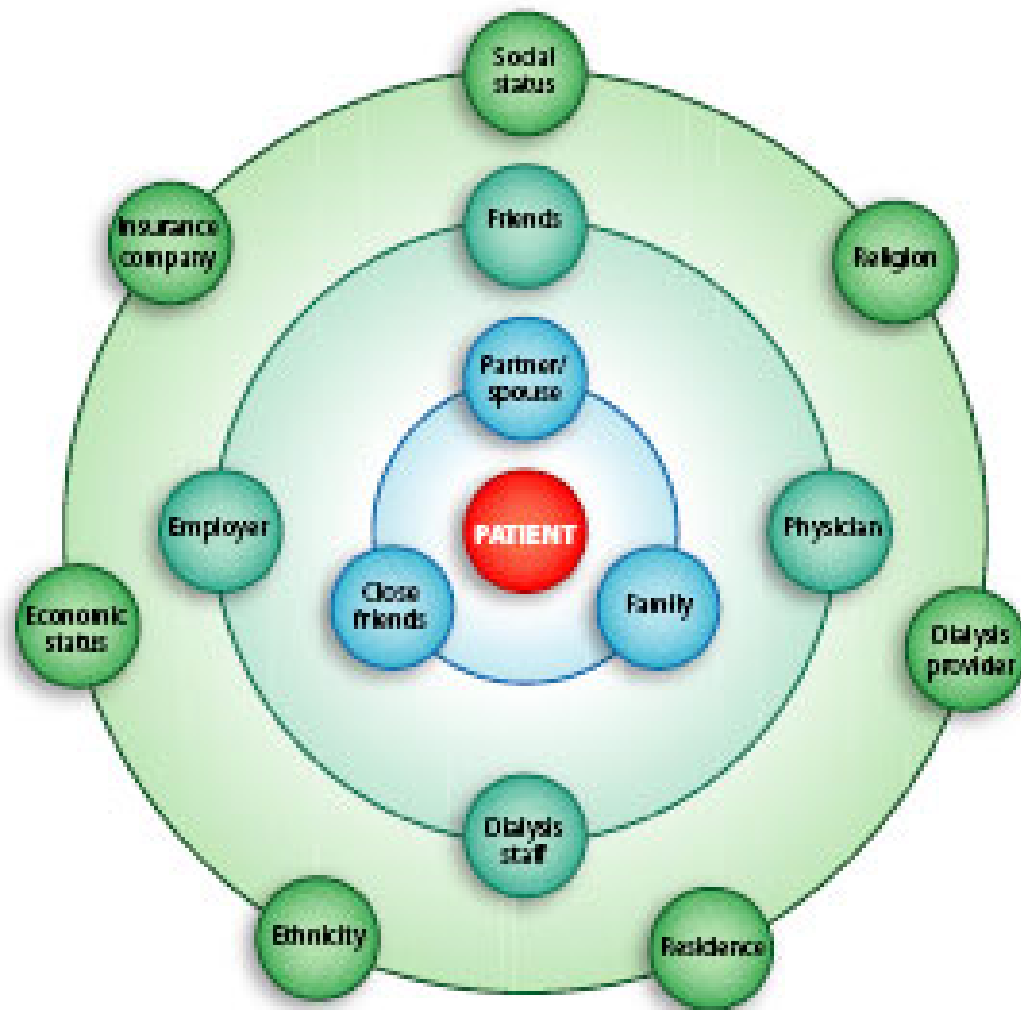 Social
status
Insurance
company
Friends
Religion
Partner/
spouse
Employer
PATIENT
Physician
Close
friends
Family
Economic
status
Dialysis
provider
Dialysis
staff
Ethnicity
Residence